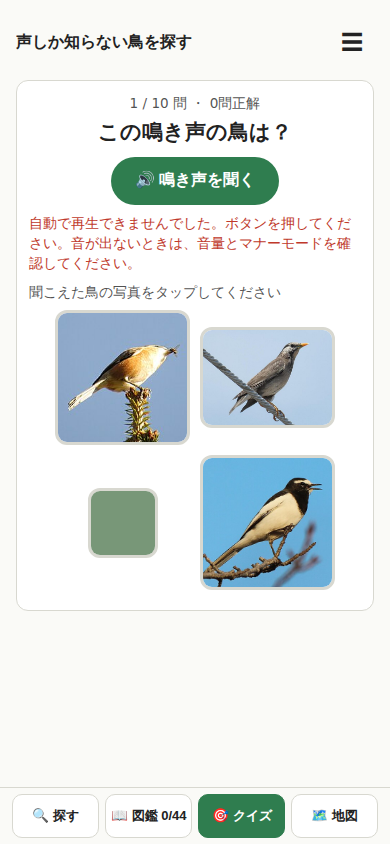 声しか知らない鳥を探す
☰
1 / 10 問 ・ 0問正解
この鳴き声の鳥は？
🔊 鳴き声を聞く
自動で再生できませんでした。ボタンを押してくだ
さい。音が出ないときは、音量とマナーモードを確
認してください。
聞こえた鳥の写真をタップしてください
🔍 探す
📖 図鑑 0/44
🎯 クイズ
🗺️ 地図